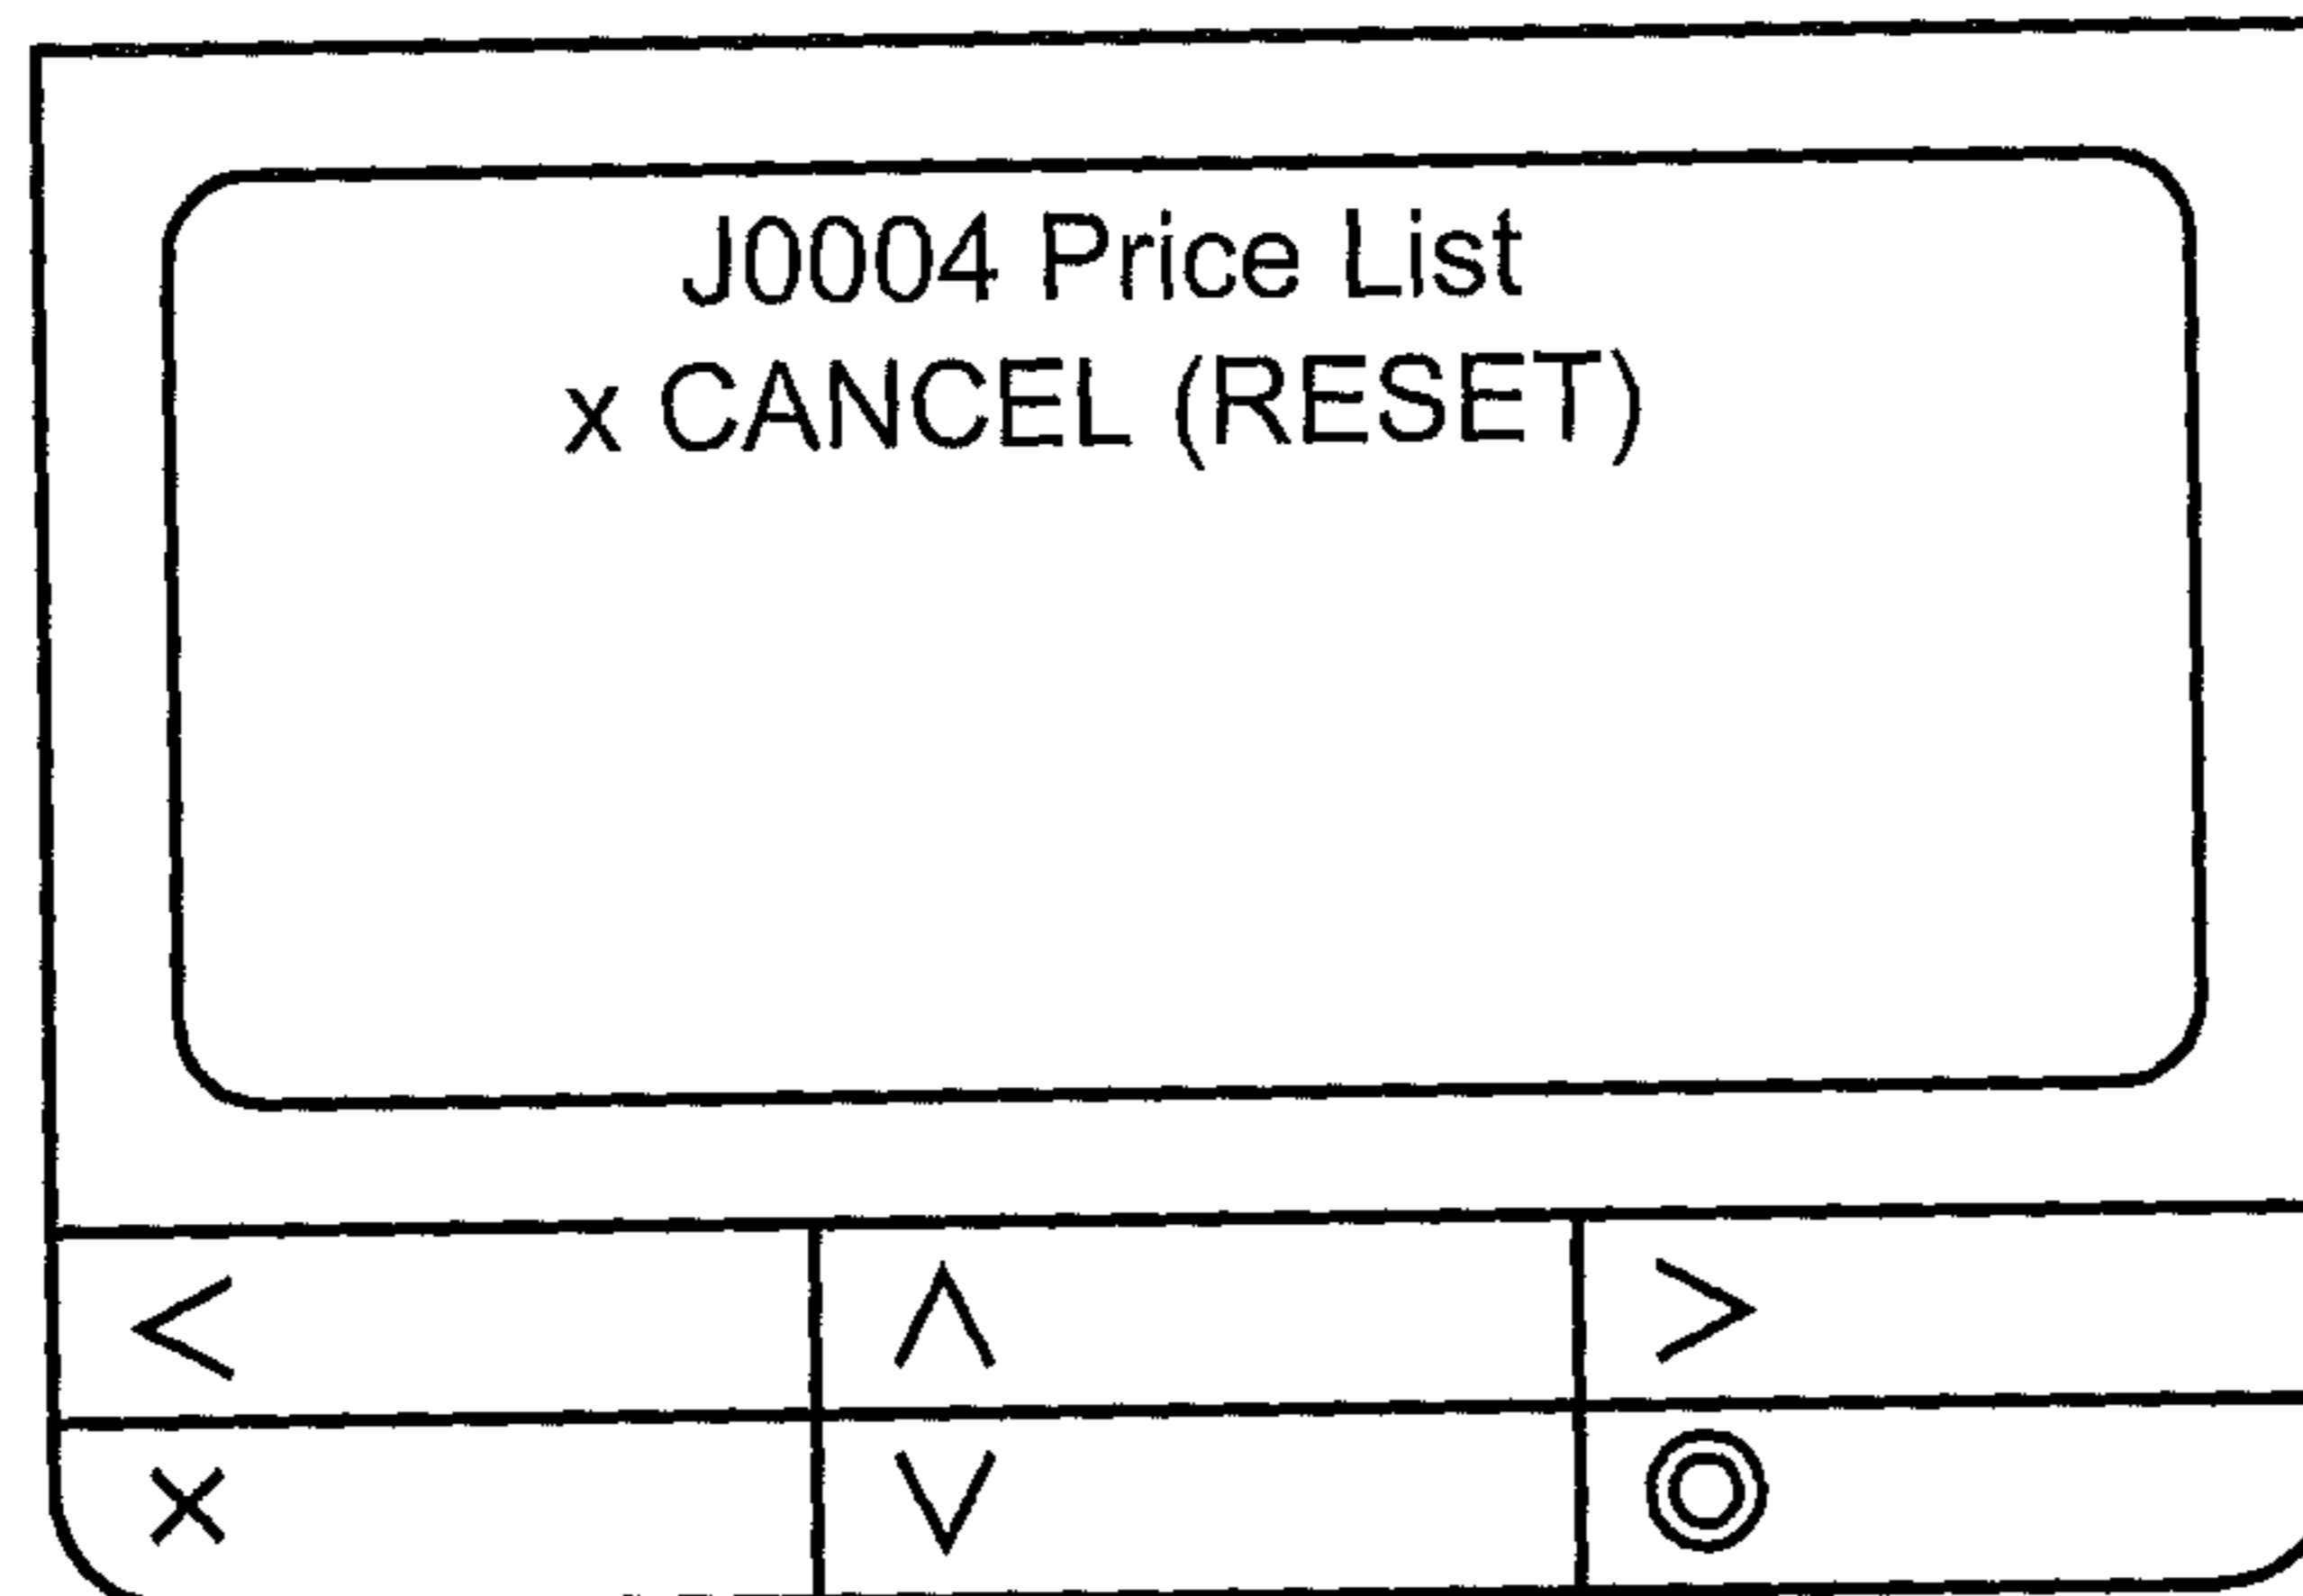 J0004 Price List
x CANCEL (RESET)
< ∧ >
× ∨ ◎